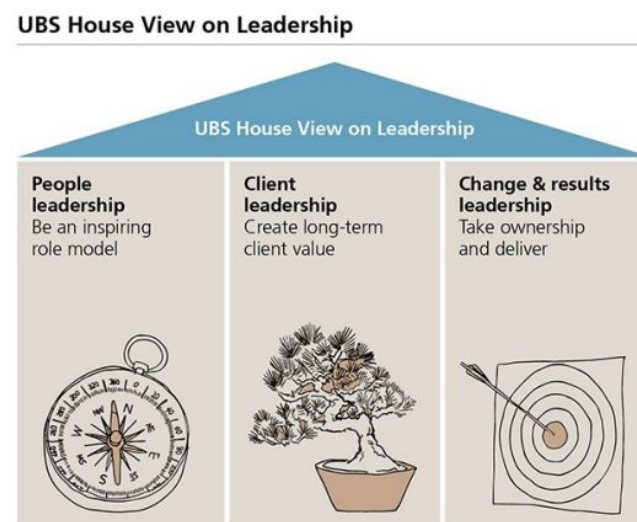 UBS House View on Leadership
UBS House View on Leadership
People
leadership
Be an inspiring
role model
Client
leadership
Create long-term
client value
Change & results
leadership
Take ownership
and deliver
N
E
S
W